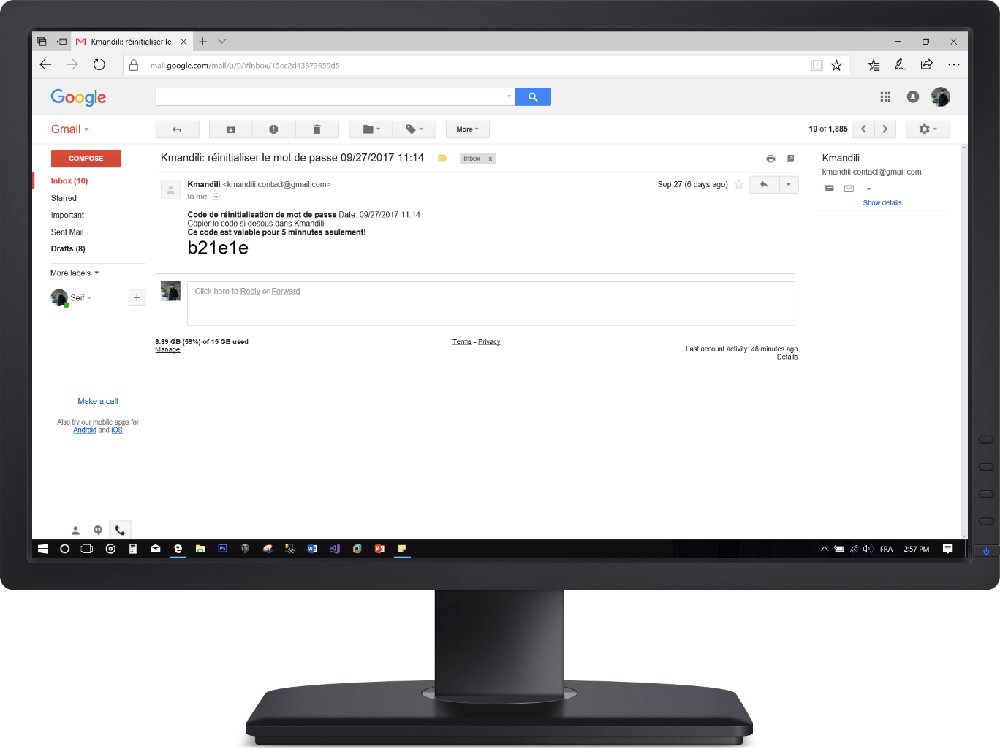 Kmandili: réinitialiser le
mail.google.com/mail/u/0/#inbox/15ec2d43873659d5
Google
Gmail
More
19 of 1,885
COMPOSE
Kmandili: réinitialiser le mot de passe 09/27/2017 11:14
Inbox x
Kmandili
kmandili.contact@gmail.com
Show details
Inbox (10)
Starred
Important
Sent Mail
Drafts (8)
More labels
Seif
Kmandili <kmandili.contact@gmail.com>
Sep 27 (6 days ago)
to me
Code de réinitialisation de mot de passe Date: 09/27/2017 11:14
Copier le code si desous dans Kmandili
Ce code est valable pour 5 minnutes seulement!
b21e1e
Click here to Reply or Forward
8.89 GB (59%) of 15 GB used
Manage
Terms - Privacy
Last account activity: 48 minutes ago
Details
Make a call
Also try our mobile apps for
Android and iOS
FRA
2:57 PM